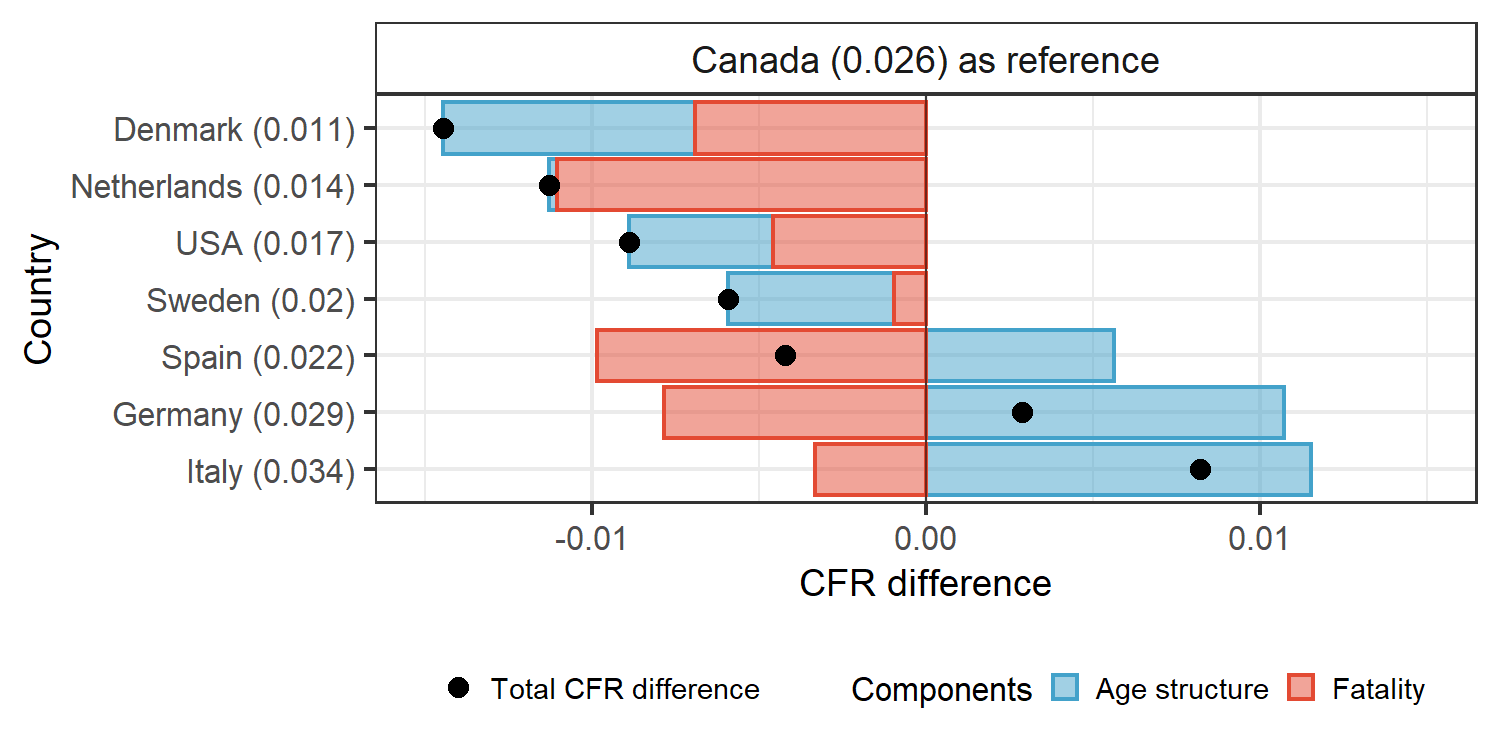 Canada (0.026) as reference
Denmark (0.011)
Netherlands (0.014)
USA (0.017)
Sweden (0.02)
Spain (0.022)
Germany (0.029)
Italy (0.034)
Country
-0.01 0.00 0.01
CFR difference
Total CFR difference Components Age structure Fatality